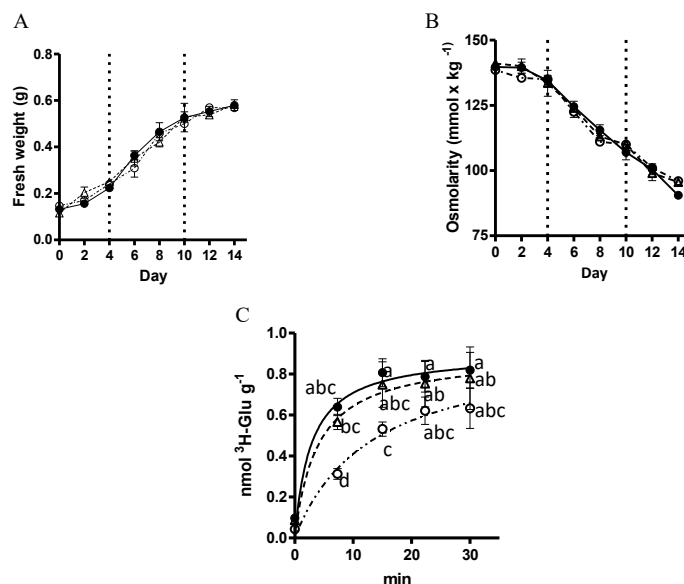 A
Fresh weight (g)
0.8
0.6
0.4
0.2
0.0
0 2 4 6 8 10 12 14
Day
B
Osmolarity (mmol x kg -1)
150
125
100
75
0 2 4 6 8 10 12 14
Day
C
nmol 3H-Glu g-1
1.0
0.8
0.6
0.4
0.2
0.0
abc a a a
bc abc ab ab
d c abc abc
0 10 20 30
min